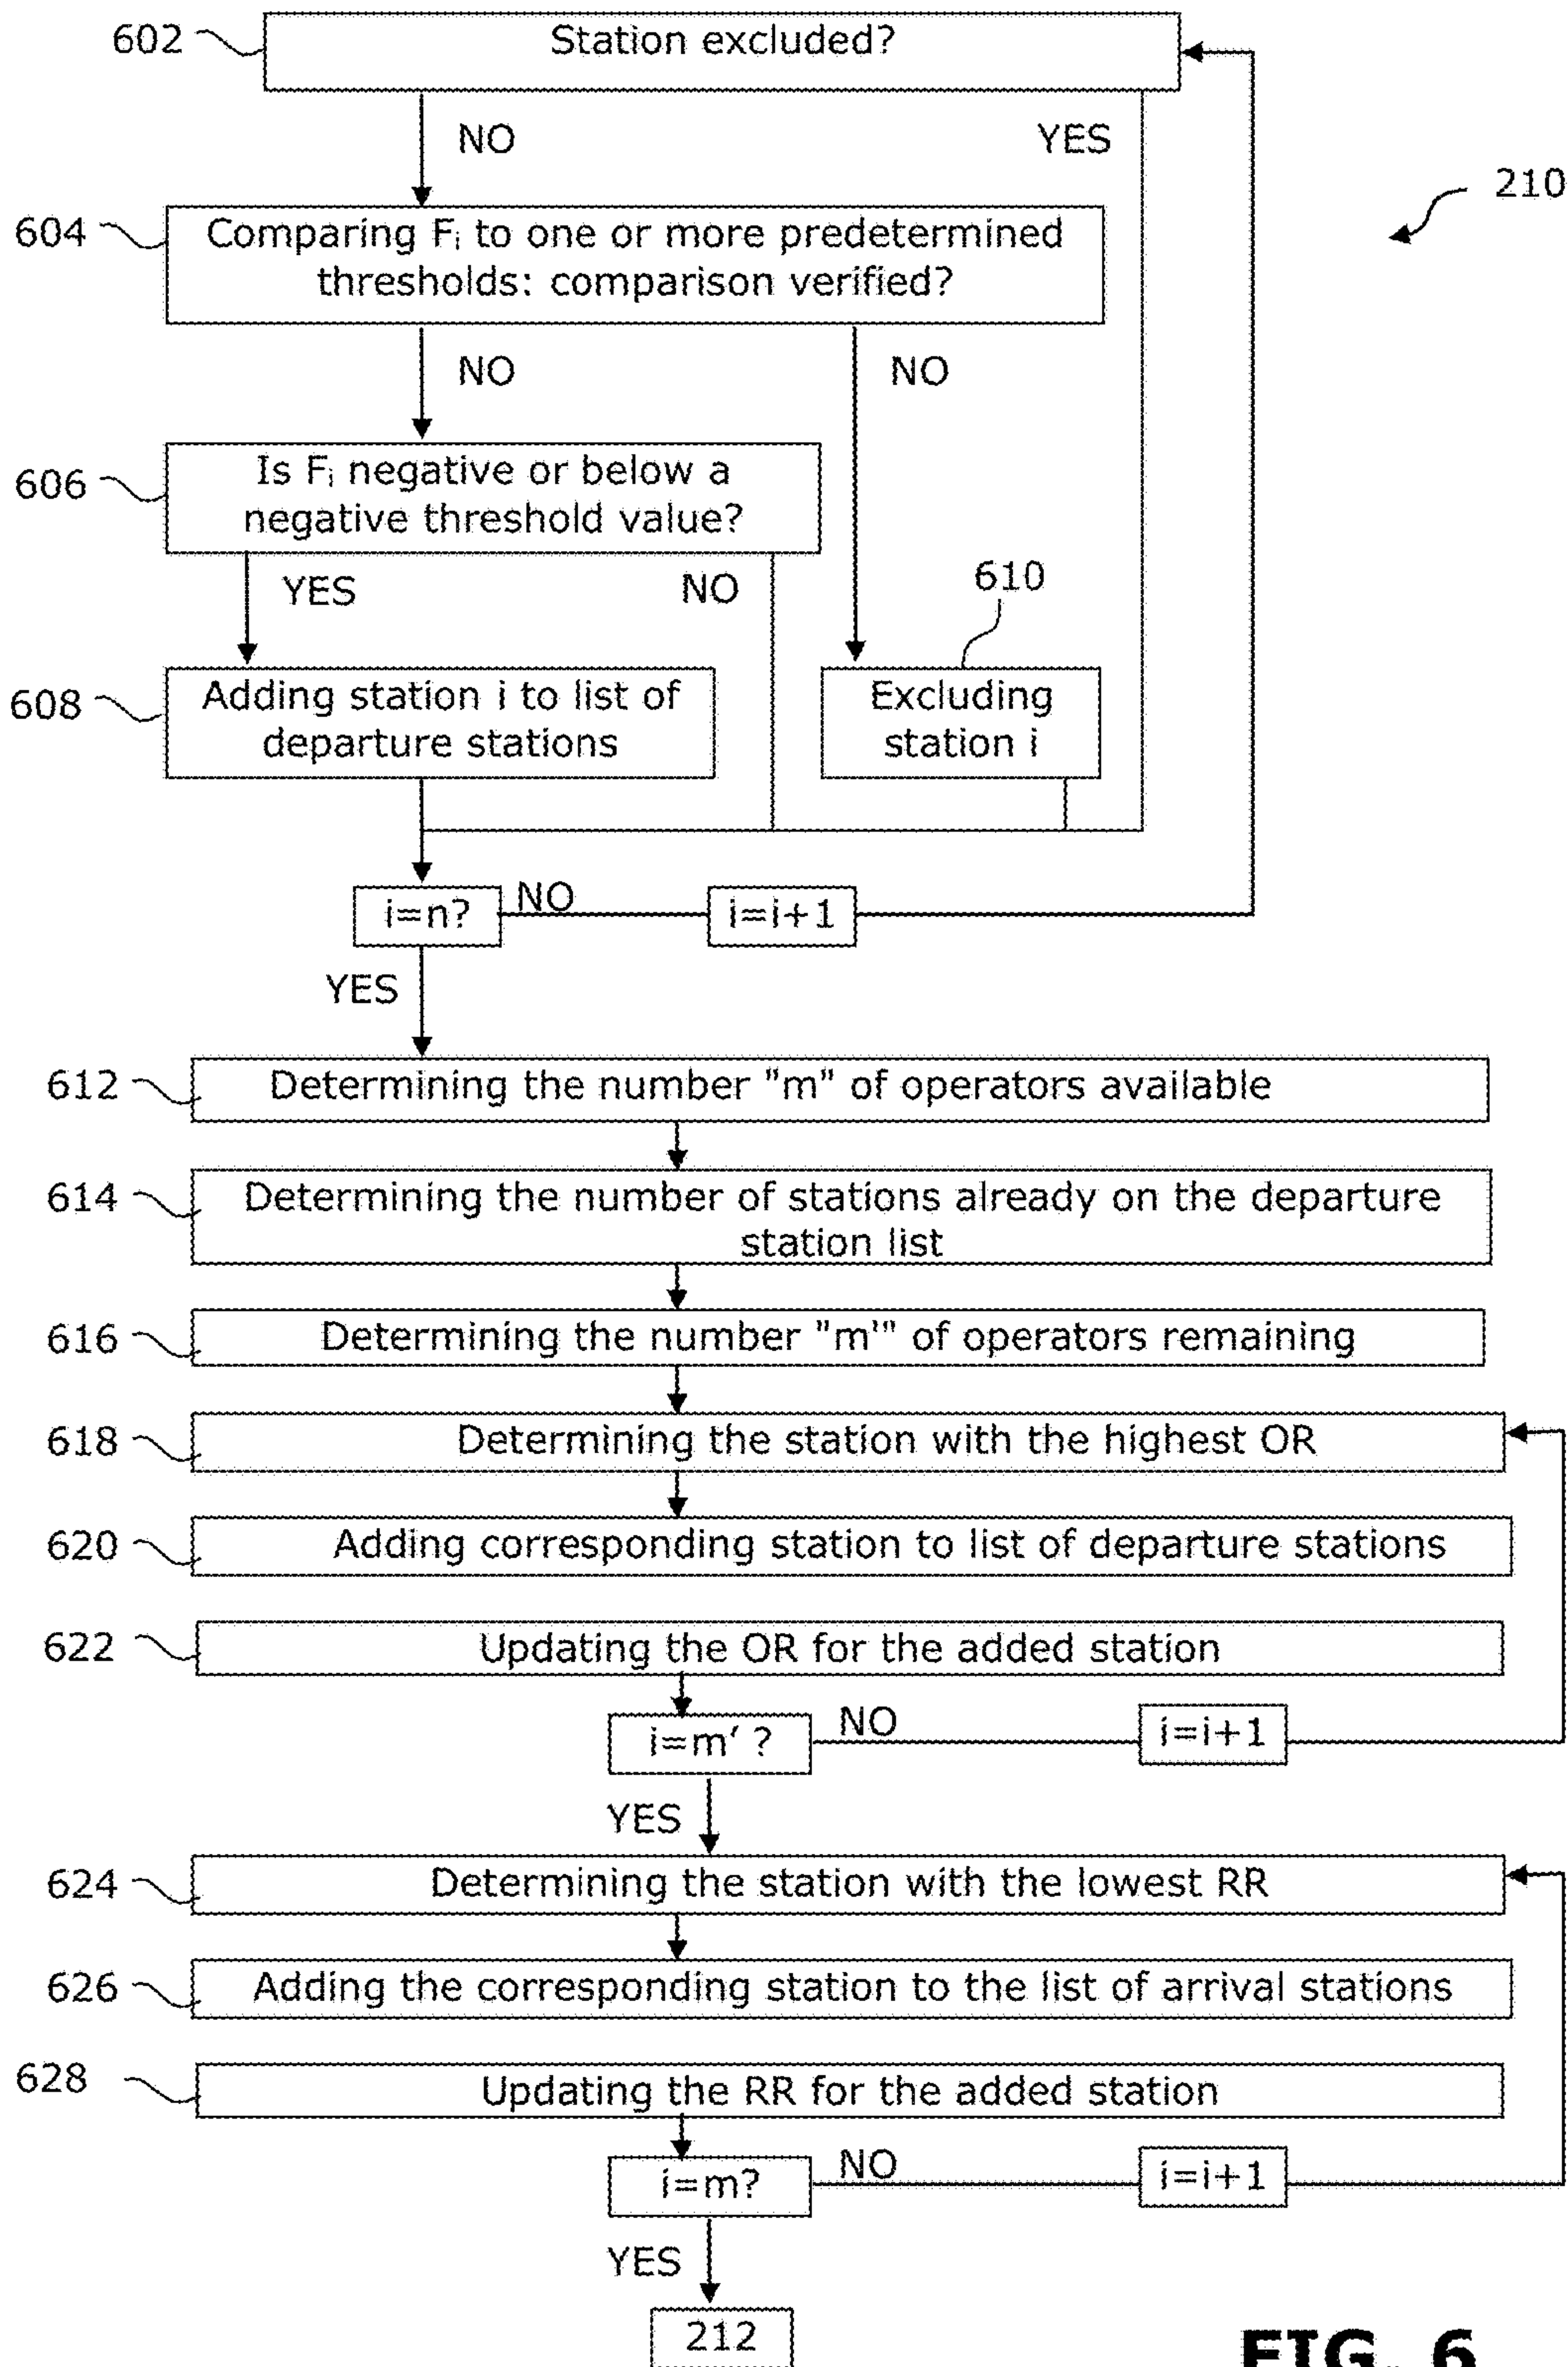 602
Station excluded?
NO
YES
210
604
Comparing Fi to one or more predetermined
thresholds: comparison verified?
NO
NO
606
Is Fi negative or below a
negative threshold value?
YES
NO
610
608
Adding station i to list of
departure stations
Excluding
station i
i=n?
NO
i=i+1
YES
612
Determining the number "m" of operators available
614
Determining the number of stations already on the departure
station list
616
Determining the number "m'" of operators remaining
618
Determining the station with the highest OR
620
Adding corresponding station to list of departure stations
622
Updating the OR for the added station
i=m' ?
NO
i=i+1
YES
624
Determining the station with the lowest RR
626
Adding the corresponding station to the list of arrival stations
628
Updating the RR for the added station
i=m?
NO
i=i+1
YES
212
FIG. 6